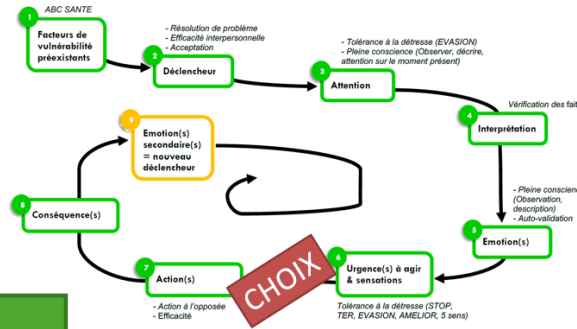 ABC SANTE
1
Facteurs de
vulnérabilité
préexistants
- Résolution de problème
- Efficacité interpersonnelle
- Acceptation
2
Déclencheur
- Tolérance à la détresse (EVASION)
- Pleine conscience (Observer, décrire,
attention sur le moment présent)
3
Attention
Vérification des fait
4
Interprétation
- Pleine conscienc
(Observation,
description)
- Auto-validation
5
Emotion(s)
6
Urgence(s) à agir
& sensations
Tolérance à la détresse (STOP,
TER, EVASION, AMELIOR, 5 sens)
CHOIX
7
Action(s)
- Action à l'opposée
- Efficacité
8
Conséquence(s)
9
Emotion(s)
secondaire(s)
= nouveau
déclencheur